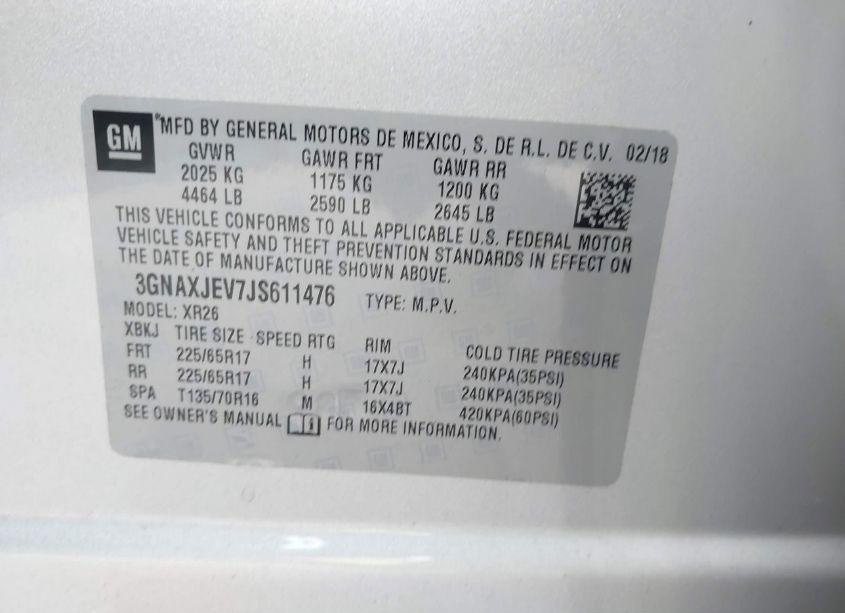 GM *MFD BY GENERAL MOTORS DE MEXICO, S. DE R.L. DE C.V. 02/18
GVWR GAWR FRT GAWR RR
2025 KG 1175 KG 1200 KG
4464 LB 2590 LB 2645 LB
THIS VEHICLE CONFORMS TO ALL APPLICABLE U.S. FEDERAL MOTOR
VEHICLE SAFETY AND THEFT PREVENTION STANDARDS IN EFFECT ON
THE DATE OF MANUFACTURE SHOWN ABOVE.
3GNAXJEV7JS611476 TYPE: M.P.V.
MODEL: XR26
XBKJ TIRE SIZE SPEED RTG RIM COLD TIRE PRESSURE
FRT 225/65R17 H 17X7J 240KPA(35PSI)
RR 225/65R17 H 17X7J 240KPA(35PSI)
SPA T135/70R16 M 16X4BT 420KPA(60PSI)
SEE OWNER'S MANUAL FOR MORE INFORMATION.